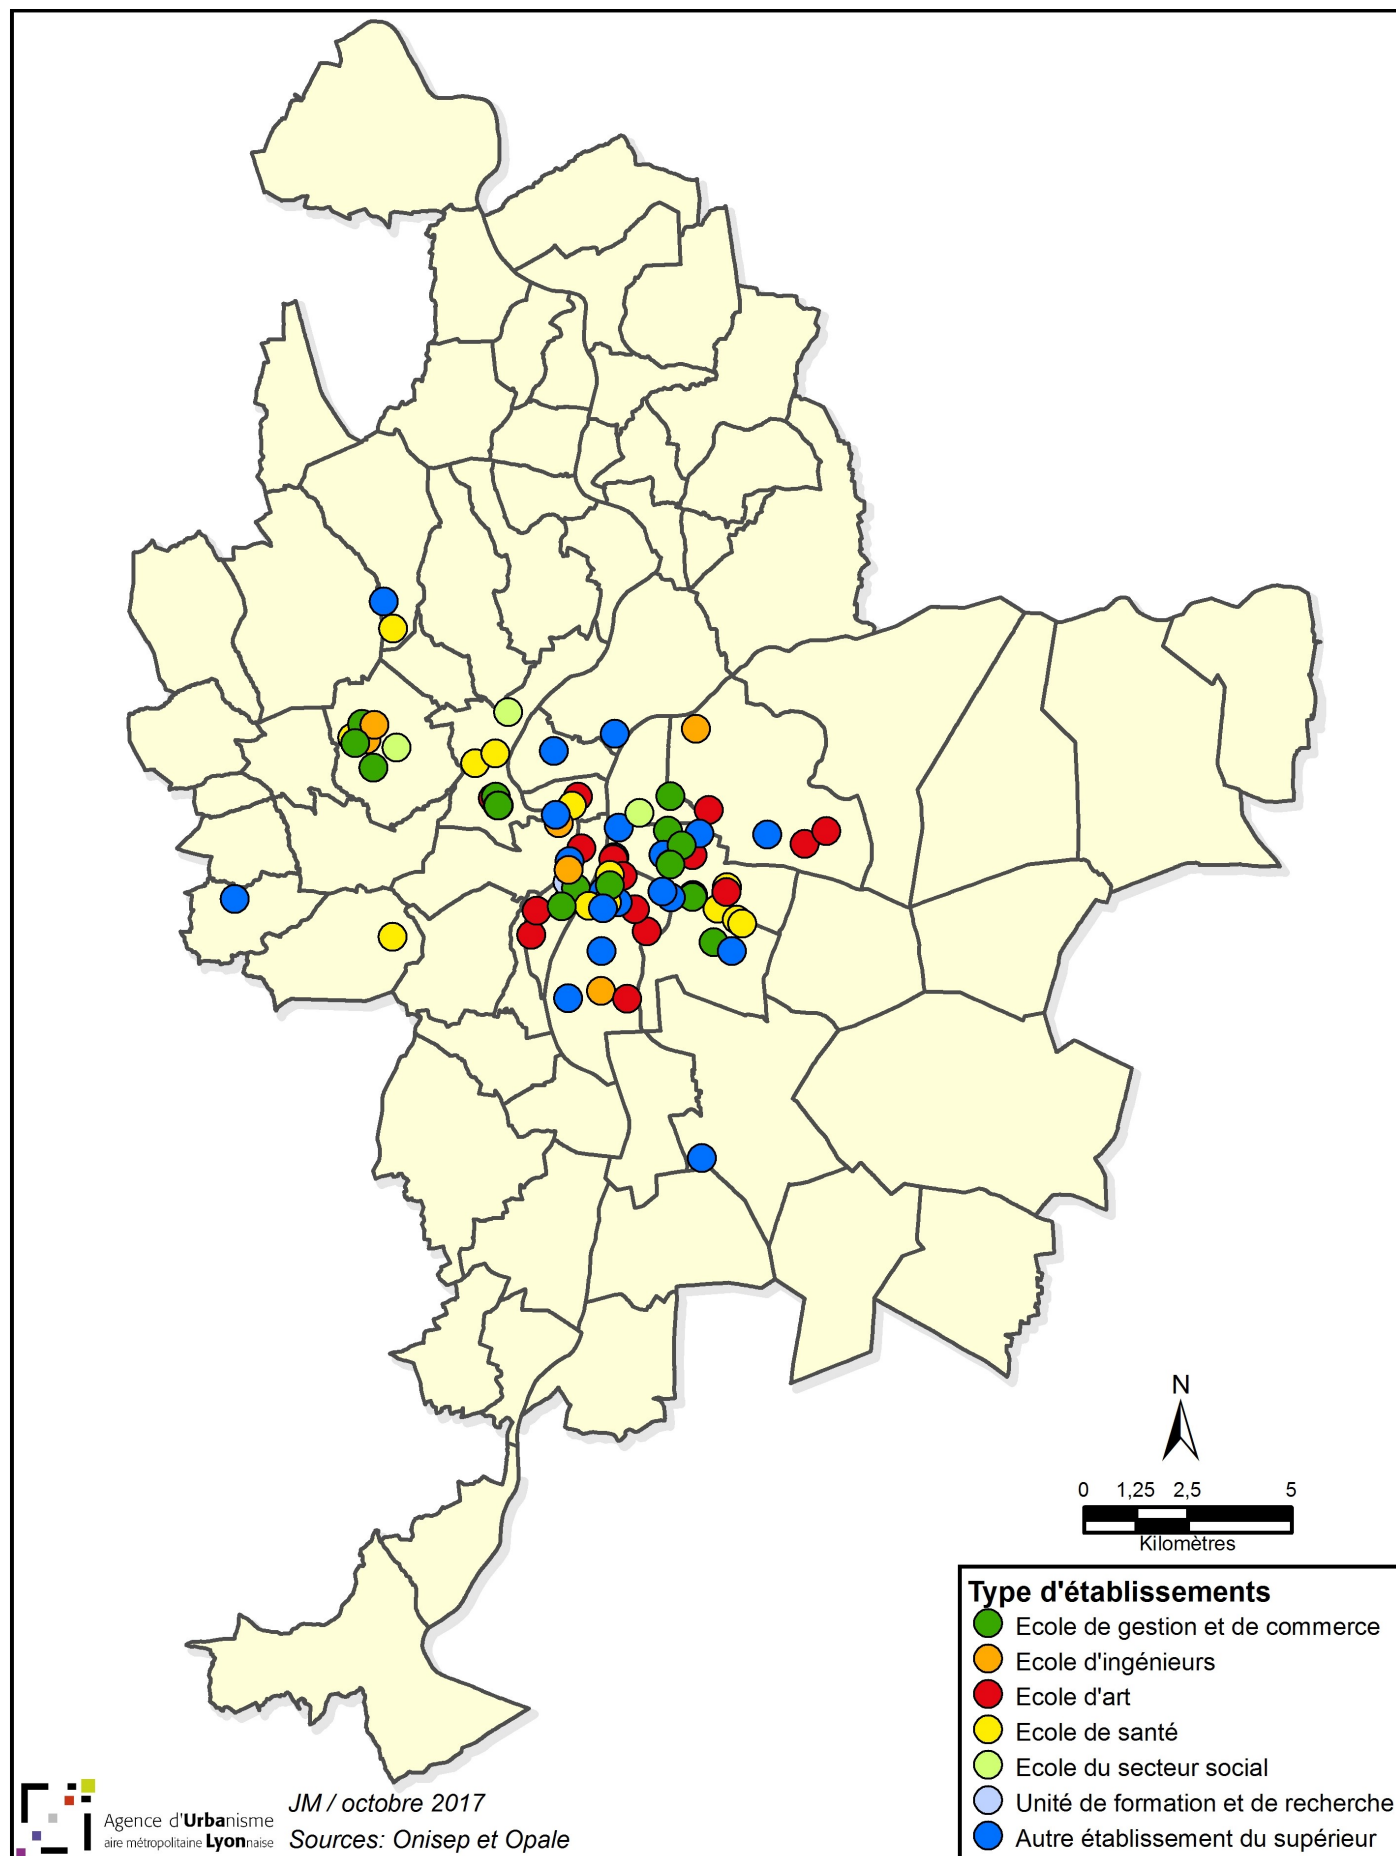 N
0 1,25 2,5 5
Kilomètres
Type d'établissements
Ecole de gestion et de commerce
Ecole d'ingénieurs
Ecole d'art
Ecole de santé
Ecole du secteur social
Unité de formation et de recherche
Autre établissement du supérieur
Agence d'Urbanisme
aire métropolitaine Lyonnaise
JM / octobre 2017
Sources: Onisep et Opale